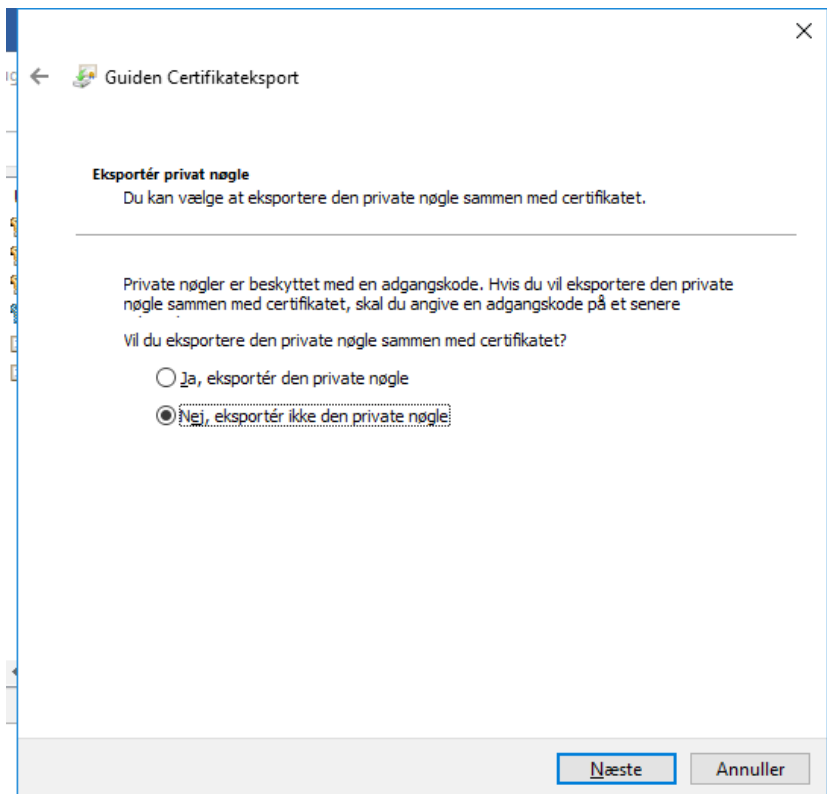 Guiden Certifikateksport
Eksportér privat nøgle
Du kan vælge at eksportere den private nøgle sammen med certifikatet.
Private nøgler er beskyttet med en adgangskode. Hvis du vil eksportere den private
nøgle sammen med certifikatet, skal du angive en adgangskode på et senere
Vil du eksportere den private nøgle sammen med certifikatet?
Ja, eksportér den private nøgle
Nej, eksportér ikke den private nøgle
Næste
Annuller